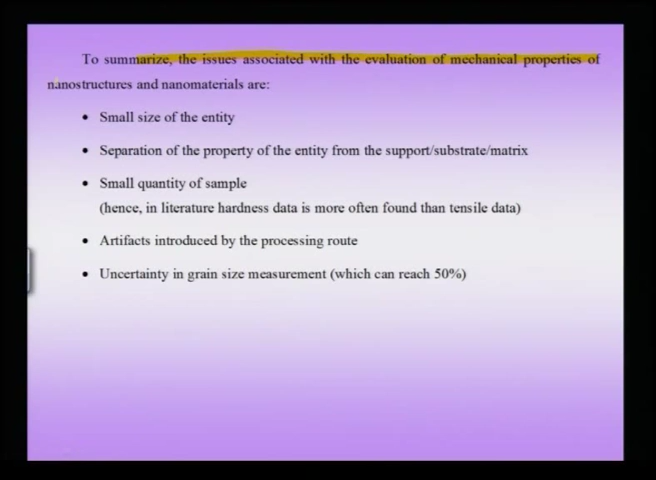 To summarize, the issues associated with the evaluation of mechanical properties of
nanostructures and nanomaterials are:
• Small size of the entity
• Separation of the property of the entity from the support/substrate/matrix
• Small quantity of sample
(hence, in literature hardness data is more often found than tensile data)
• Artifacts introduced by the processing route
• Uncertainty in grain size measurement (which can reach 50%)